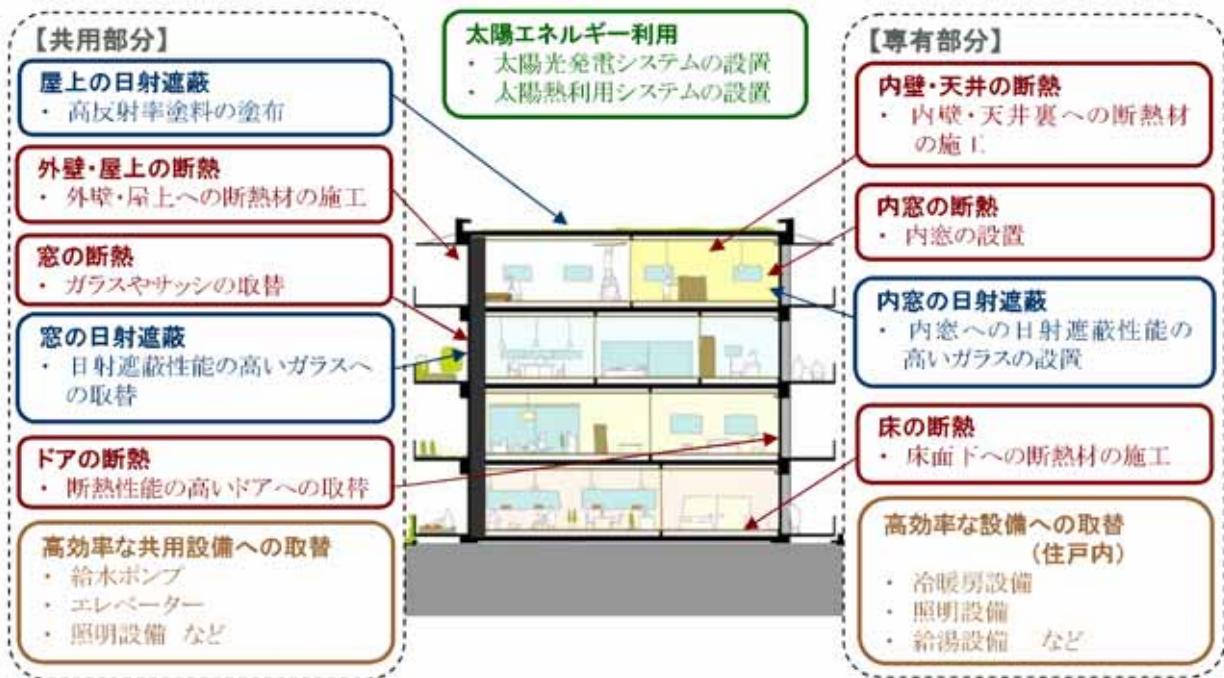 【共用部分】
屋上の日射遮蔽
・ 高反射率塗料の塗布
外壁・屋上の断熱
・ 外壁・屋上への断熱材の施工
窓の断熱
・ ガラスやサッシの取替
窓の日射遮蔽
・ 日射遮蔽性能の高いガラスへ
の取替
ドアの断熱
・ 断熱性能の高いドアへの取替
高効率な共用設備への取替
・ 給水ポンプ
・ エレベーター
・ 照明設備 など
太陽エネルギー利用
・ 太陽光発電システムの設置
・ 太陽熱利用システムの設置
【専有部分】
内壁・天井の断熱
・ 内壁・天井裏への断熱材
の施工
内窓の断熱
・ 内窓の設置
内窓の日射遮蔽
・ 内窓への日射遮蔽性能の
高いガラスの設置
床の断熱
・ 床面下への断熱材の施工
高効率な設備への取替
(住戸内)
・ 冷暖房設備
・ 照明設備
・ 給湯設備 など